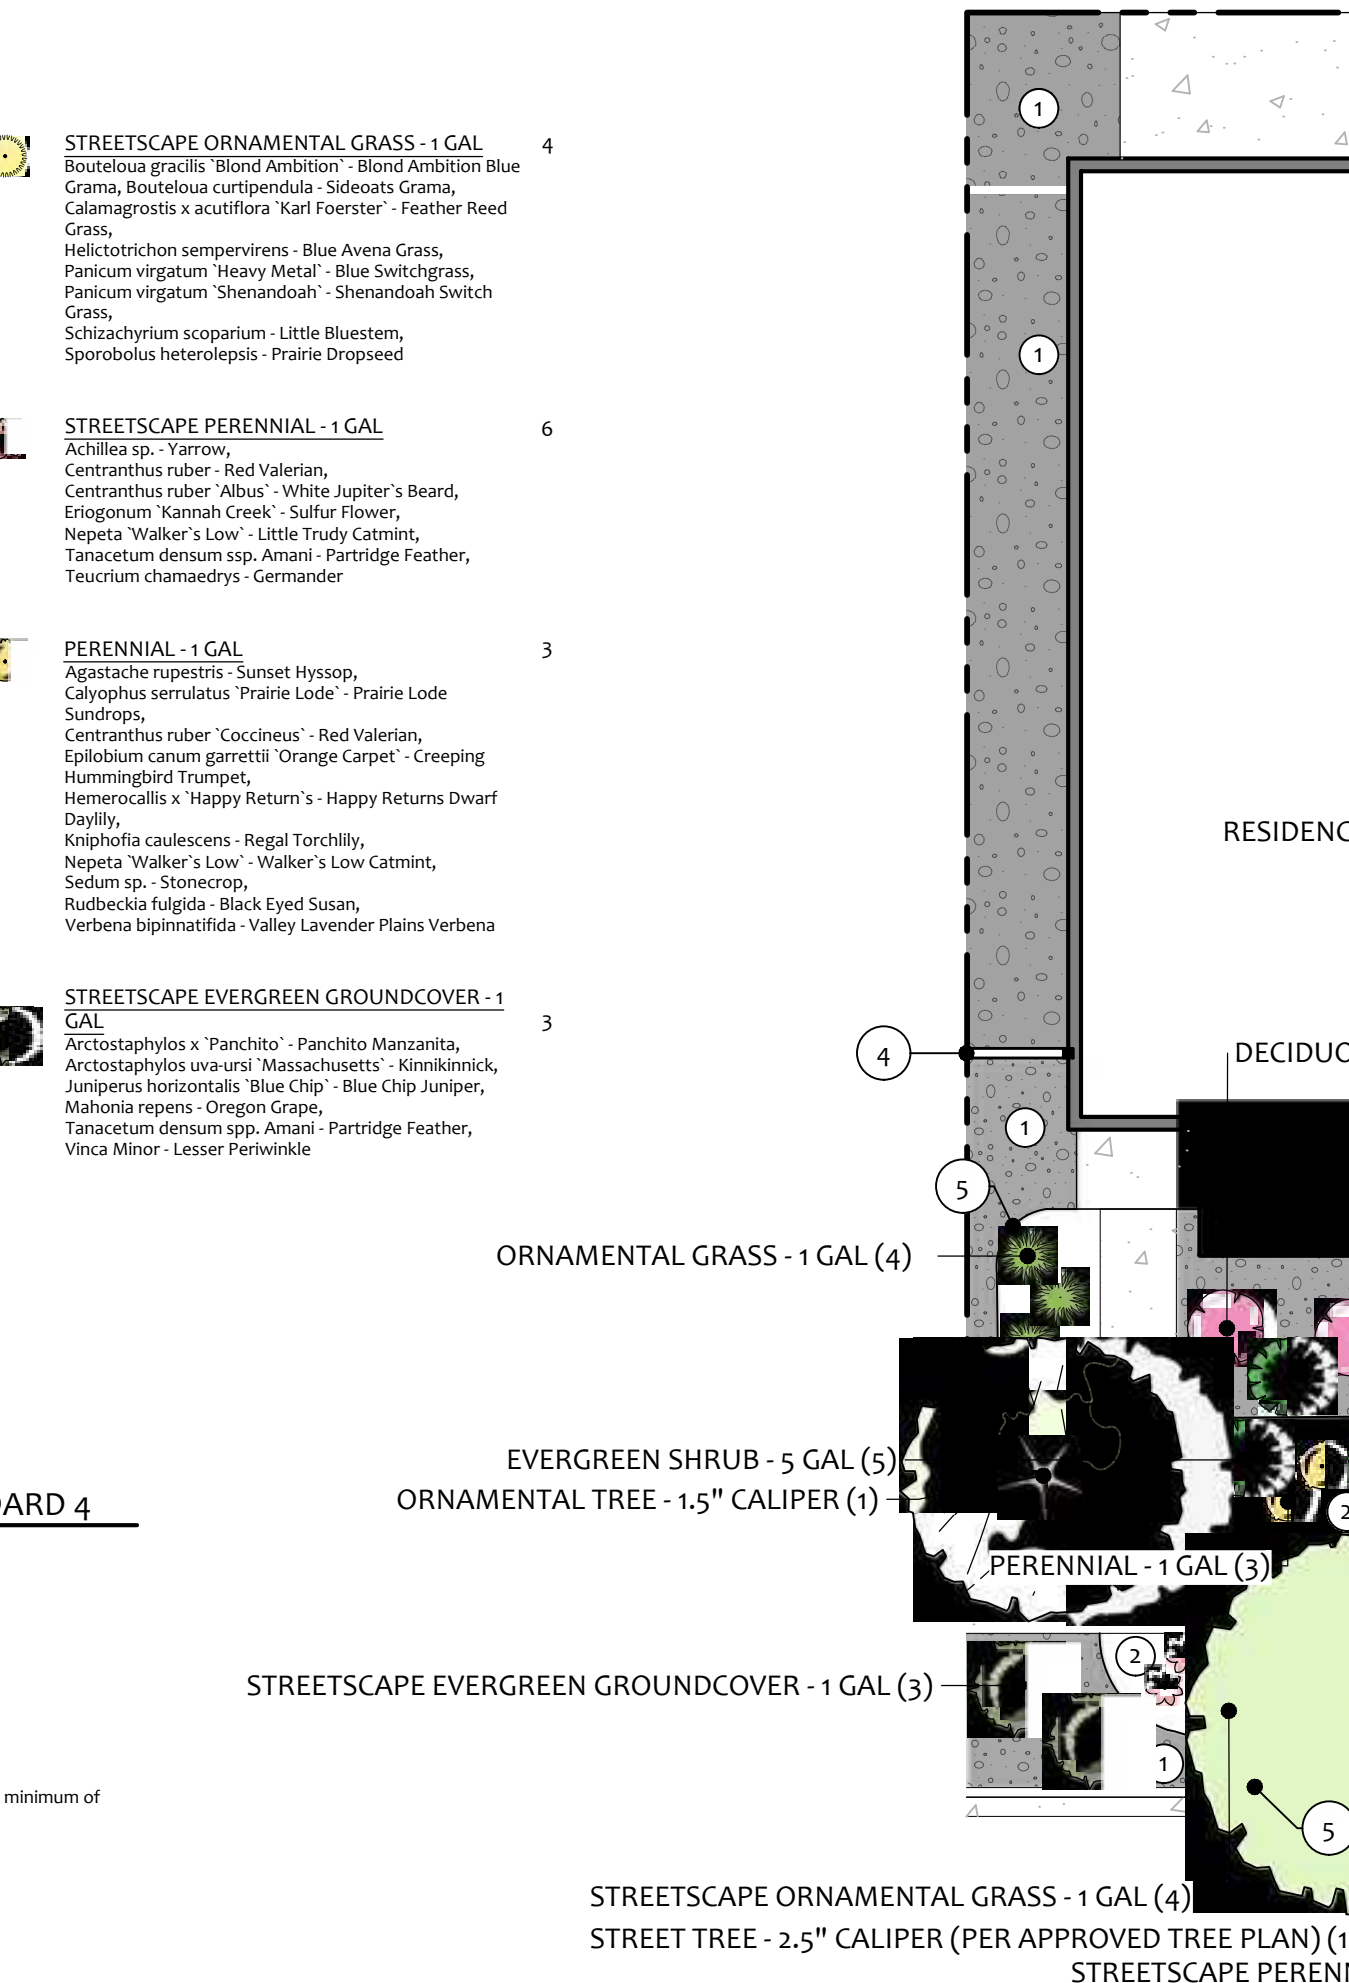 STREETSCAPE ORNAMENTAL GRASS - 1 GAL 4
Bouteloua gracilis `Blond Ambition` - Blond Ambition Blue
Grama, Bouteloua curtipendula - Sideoats Grama,
Calamagrostis x acutiflora `Karl Foerster` - Feather Reed
Grass,
Helictotrichon sempervirens - Blue Avena Grass,
Panicum virgatum `Heavy Metal` - Blue Switchgrass,
Panicum virgatum `Shenandoah` - Shenandoah Switch
Grass,
Schizachyrium scoparium - Little Bluestem,
Sporobolus heterolepsis - Prairie Dropseed
STREETSCAPE PERENNIAL - 1 GAL 6
Achillea sp. - Yarrow,
Centranthus ruber - Red Valerian,
Centranthus ruber `Albus` - White Jupiter`s Beard,
Eriogonum `Kannah Creek` - Sulfur Flower,
Nepeta `Walker`s Low` - Little Trudy Catmint,
Tanacetum densum ssp. Amani - Partridge Feather,
Teucrium chamaedrys - Germander
PERENNIAL - 1 GAL 3
Agastache rupestris - Sunset Hyssop,
Calyophus serrulatus `Prairie Lode` - Prairie Lode
Sundrops,
Centranthus ruber `Coccineus` - Red Valerian,
Epilobium canum garrettii `Orange Carpet` - Creeping
Hummingbird Trumpet,
Hemerocallis x `Happy Return`s - Happy Returns Dwarf
Daylily,
Kniphofia caulescens - Regal Torchlily,
Nepeta `Walker`s Low` - Walker`s Low Catmint,
Sedum sp. - Stonecrop,
Rudbeckia fulgida - Black Eyed Susan,
Verbena bipinnatifida - Valley Lavender Plains Verbena
STREETSCAPE EVERGREEN GROUNDCOVER - 1
GAL 3
Arctostaphylos x `Panchito` - Panchito Manzanita,
Arctostaphylos uva-ursi `Massachusetts` - Kinnikinnick,
Juniperus horizontalis `Blue Chip` - Blue Chip Juniper,
Mahonia repens - Oregon Grape,
Tanacetum densum spp. Amani - Partridge Feather,
Vinca Minor - Lesser Periwinkle
ARD 4
minimum of
1
1
RESIDENC
4
DECIDUO
1
5
ORNAMENTAL GRASS - 1 GAL (4)
EVERGREEN SHRUB - 5 GAL (5)
ORNAMENTAL TREE - 1.5" CALIPER (1)
2
PERENNIAL - 1 GAL (3)
2
STREETSCAPE EVERGREEN GROUNDCOVER - 1 GAL (3)
1
5
STREETSCAPE ORNAMENTAL GRASS - 1 GAL (4)
STREET TREE - 2.5" CALIPER (PER APPROVED TREE PLAN) (1
STREETSCAPE PERENN